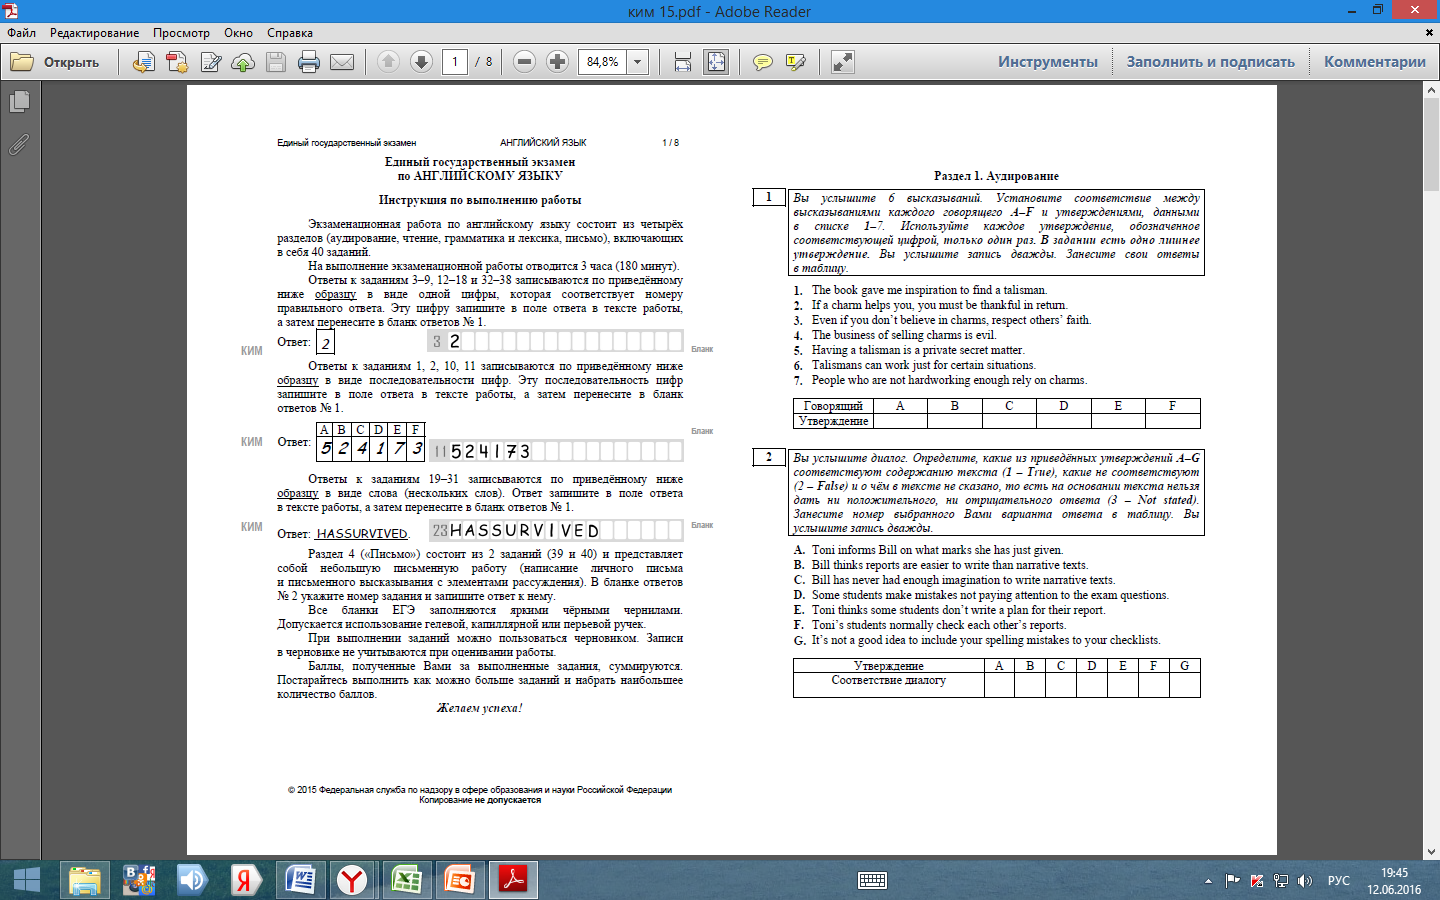 ким 15.pdf - Adobe Reader
Файл Редактирование Просмотр Окно Справка
Открыть 1 / 8 84,8% Инструменты Заполнить и подписать Комментарии
Единый государственный экзамен АНГЛИЙСКИЙ ЯЗЫК 1 / 8
Единый государственный экзамен
по АНГЛИЙСКОМУ ЯЗЫКУ
Инструкция по выполнению работы
Экзаменационная работа по английскому языку состоит из четырёх
разделов (аудирование, чтение, грамматика и лексика, письмо), включающих
в себя 40 заданий.
На выполнение экзаменационной работы отводится 3 часа (180 минут).
Ответы к заданиям 3–9, 12–18 и 32–38 записываются по приведённому
ниже образцу в виде одной цифры, которая соответствует номеру
правильного ответа. Эту цифру запишите в поле ответа в тексте работы,
а затем перенесите в бланк ответов № 1.
КИМ Ответ: 2 3 2 Бланк
Ответы к заданиям 1, 2, 10, 11 записываются по приведённому ниже
образцу в виде последовательности цифр. Эту последовательность цифр
запишите в поле ответа в тексте работы, а затем перенесите в бланк
ответов № 1.
A B C D E F
КИМ Ответ: 5 2 4 1 7 3 11 5 2 4 1 7 3 Бланк
Ответы к заданиям 19–31 записываются по приведённому ниже
образцу в виде слова (нескольких слов). Ответ запишите в поле ответа
в тексте работы, а затем перенесите в бланк ответов № 1.
КИМ Ответ: HASSURVIVED. 23 HASSURVIVED Бланк
Раздел 4 («Письмо») состоит из 2 заданий (39 и 40) и представляет
собой небольшую письменную работу (написание личного письма
и письменного высказывания с элементами рассуждения). В бланке ответов
№ 2 укажите номер задания и запишите ответ к нему.
Все бланки ЕГЭ заполняются яркими чёрными чернилами.
Допускается использование гелевой, капиллярной или перьевой ручек.
При выполнении заданий можно пользоваться черновиком. Записи
в черновике не учитываются при оценивании работы.
Баллы, полученные Вами за выполненные задания, суммируются.
Постарайтесь выполнить как можно больше заданий и набрать наибольшее
количество баллов.
Желаем успеха!
© 2015 Федеральная служба по надзору в сфере образования и науки Российской Федерации
Копирование не допускается
Раздел 1. Аудирование
1 Вы услышите 6 высказываний. Установите соответствие между
высказываниями каждого говорящего A–F и утверждениями, данными
в списке 1–7. Используйте каждое утверждение, обозначенное
соответствующей цифрой, только один раз. В задании есть одно лишнее
утверждение. Вы услышите запись дважды. Занесите свои ответы
в таблицу.
1. The book gave me inspiration to find a talisman.
2. If a charm helps you, you must be thankful in return.
3. Even if you don't believe in charms, respect others' faith.
4. The business of selling charms is evil.
5. Having a talisman is a private secret matter.
6. Talismans can work just for certain situations.
7. People who are not hardworking enough rely on charms.
Говорящий A B C D E F
Утверждение
2 Вы услышите диалог. Определите, какие из приведённых утверждений A–G
соответствуют содержанию текста (1 – True), какие не соответствуют
(2 – False) и о чём в тексте не сказано, то есть на основании текста нельзя
дать ни положительного, ни отрицательного ответа (3 – Not stated).
Занесите номер выбранного Вами варианта ответа в таблицу. Вы
услышите запись дважды.
A. Toni informs Bill on what marks she has just given.
B. Bill thinks reports are easier to write than narrative texts.
C. Bill has never had enough imagination to write narrative texts.
D. Some students make mistakes not paying attention to the exam questions.
E. Toni thinks some students don't write a plan for their report.
F. Toni's students normally check each other's reports.
G. It's not a good idea to include your spelling mistakes to your checklists.
Утверждение A B C D E F G
Соответствие диалогу
РУС 19:45
12.06.2016